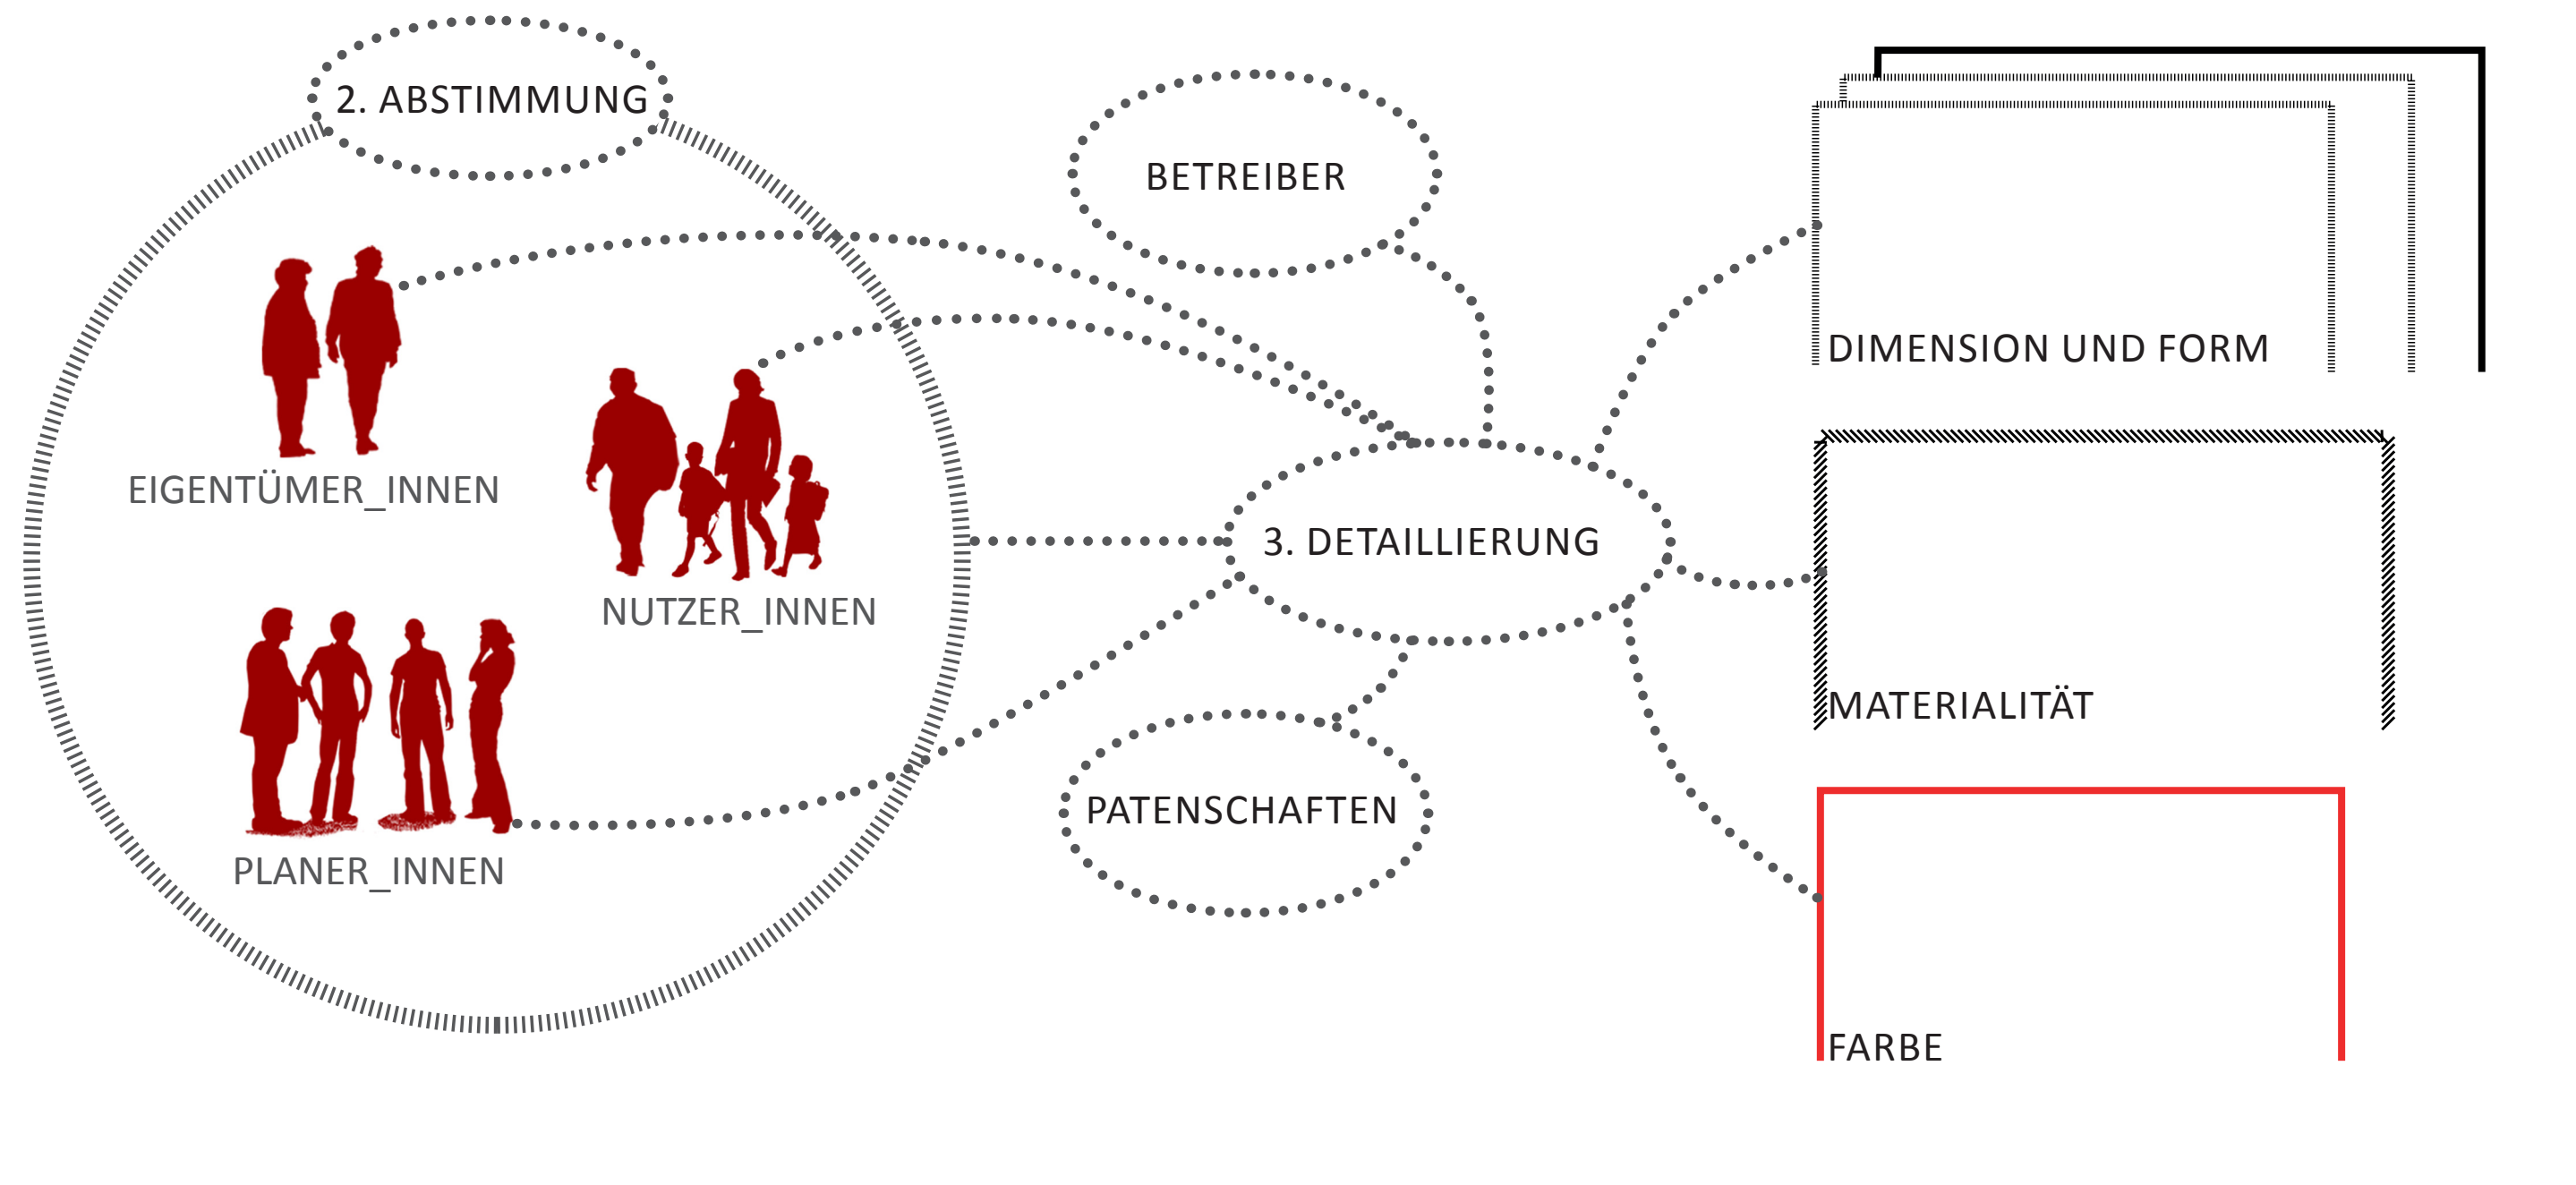 2. ABSTIMMUNG
EIGENTÜMER_INNEN
NUTZER_INNEN
PLANER_INNEN
BETREIBER
3. DETAILLIERUNG
PATENSCHAFTEN
DIMENSION UND FORM
MATERIALITÄT
FARBE